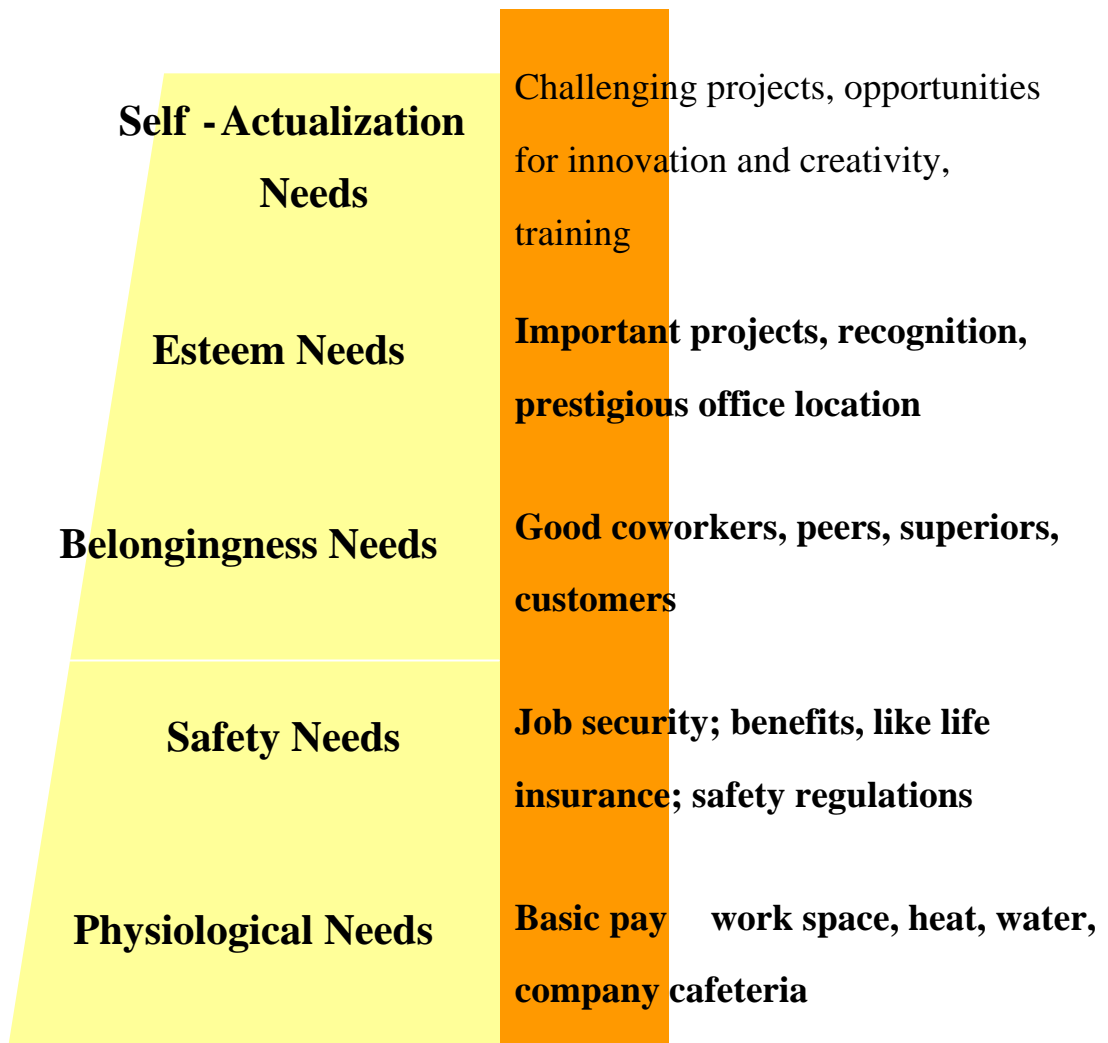 Self - Actualization
Needs
Challenging projects, opportunities
for innovation and creativity,
training
Esteem Needs
Important projects, recognition,
prestigious office location
Belongingness Needs
Good coworkers, peers, superiors,
customers
Safety Needs
Job security; benefits, like life
insurance; safety regulations
Physiological Needs
Basic pay work space, heat, water,
company cafeteria